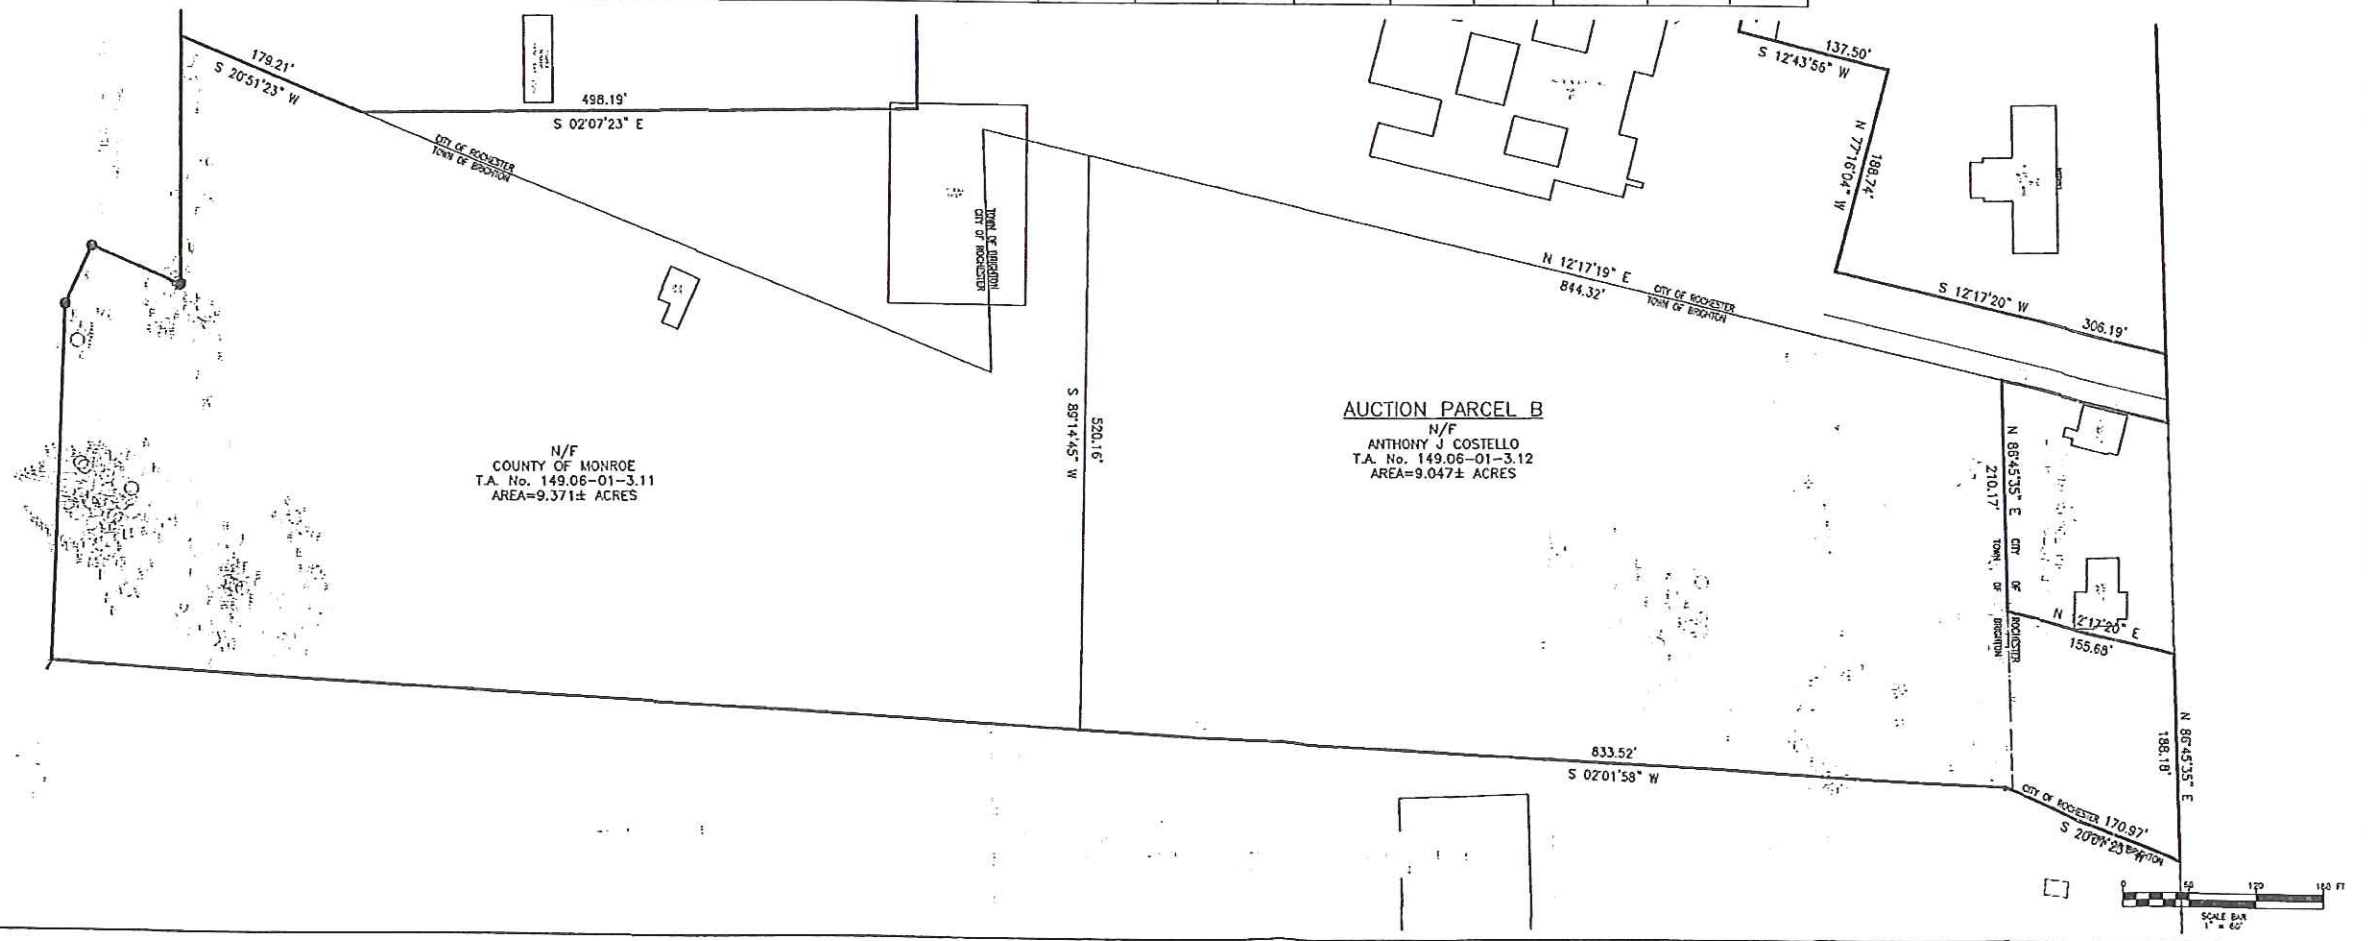 179.21'
S 20°51'23" W
498.19'
S 02°07'23" E
CITY OF ROCHESTER
TOWN OF BRIGHTON
TOWN OF BRIGHTON
CITY OF ROCHESTER
137.50'
S 12°43'56" W
N 77°16'04" W
188.74'
N 12°17'19" E
844.32'
CITY OF ROCHESTER
TOWN OF BRIGHTON
S 12°17'20" W
306.19'
N/F
COUNTY OF MONROE
T.A. No. 149.06-01-3.11
AREA=9.371± ACRES
S 89°14'45" W
520.16'
AUCTION PARCEL B
N/F
ANTHONY J COSTELLO
T.A. No. 149.06-01-3.12
AREA=9.047± ACRES
N 86°45'35" E
210.17'
CITY OF ROCHESTER
TOWN OF BRIGHTON
N 12°17'20" E
155.68'
N 86°45'35" E
188.18'
833.52'
S 02°01'58" W
CITY OF ROCHESTER
170.97'
0 120 180 FT
SCALE BAR
1" = 60'